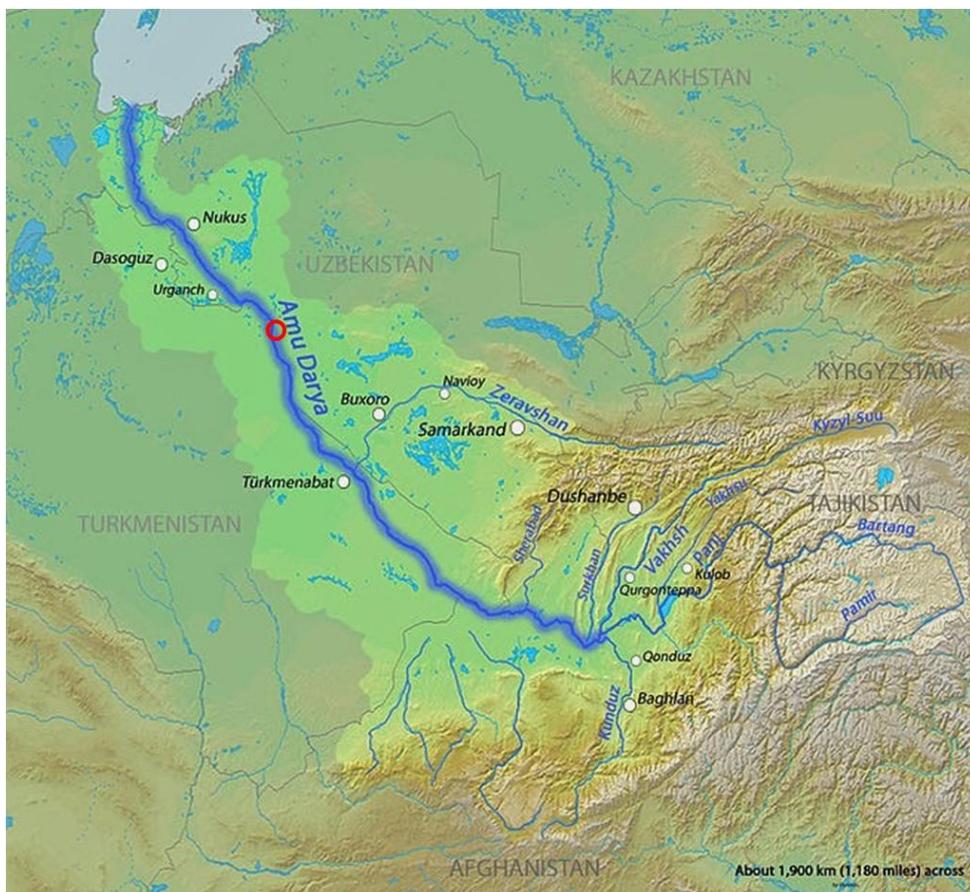 KAZAKHSTAN
Nukus
Dasoguz
UZBEKISTAN
Urganch
Amu Darya
KYRGYZSTAN
Navioy
Buxoro
Zeravshan
Kyzyl-Suu
Samarkand
Türkmenabat
Dushanbe
Yakhsu
TAJIKISTAN
TURKMENISTAN
Bartang
Sherabad
Vakhsh
Panj
Surkhan
Kulob
Qurgonteppa
Pamir
Qonduz
Kunduz
Baghlan
AFGHANISTAN
About 1,900 km (1,180 miles) across